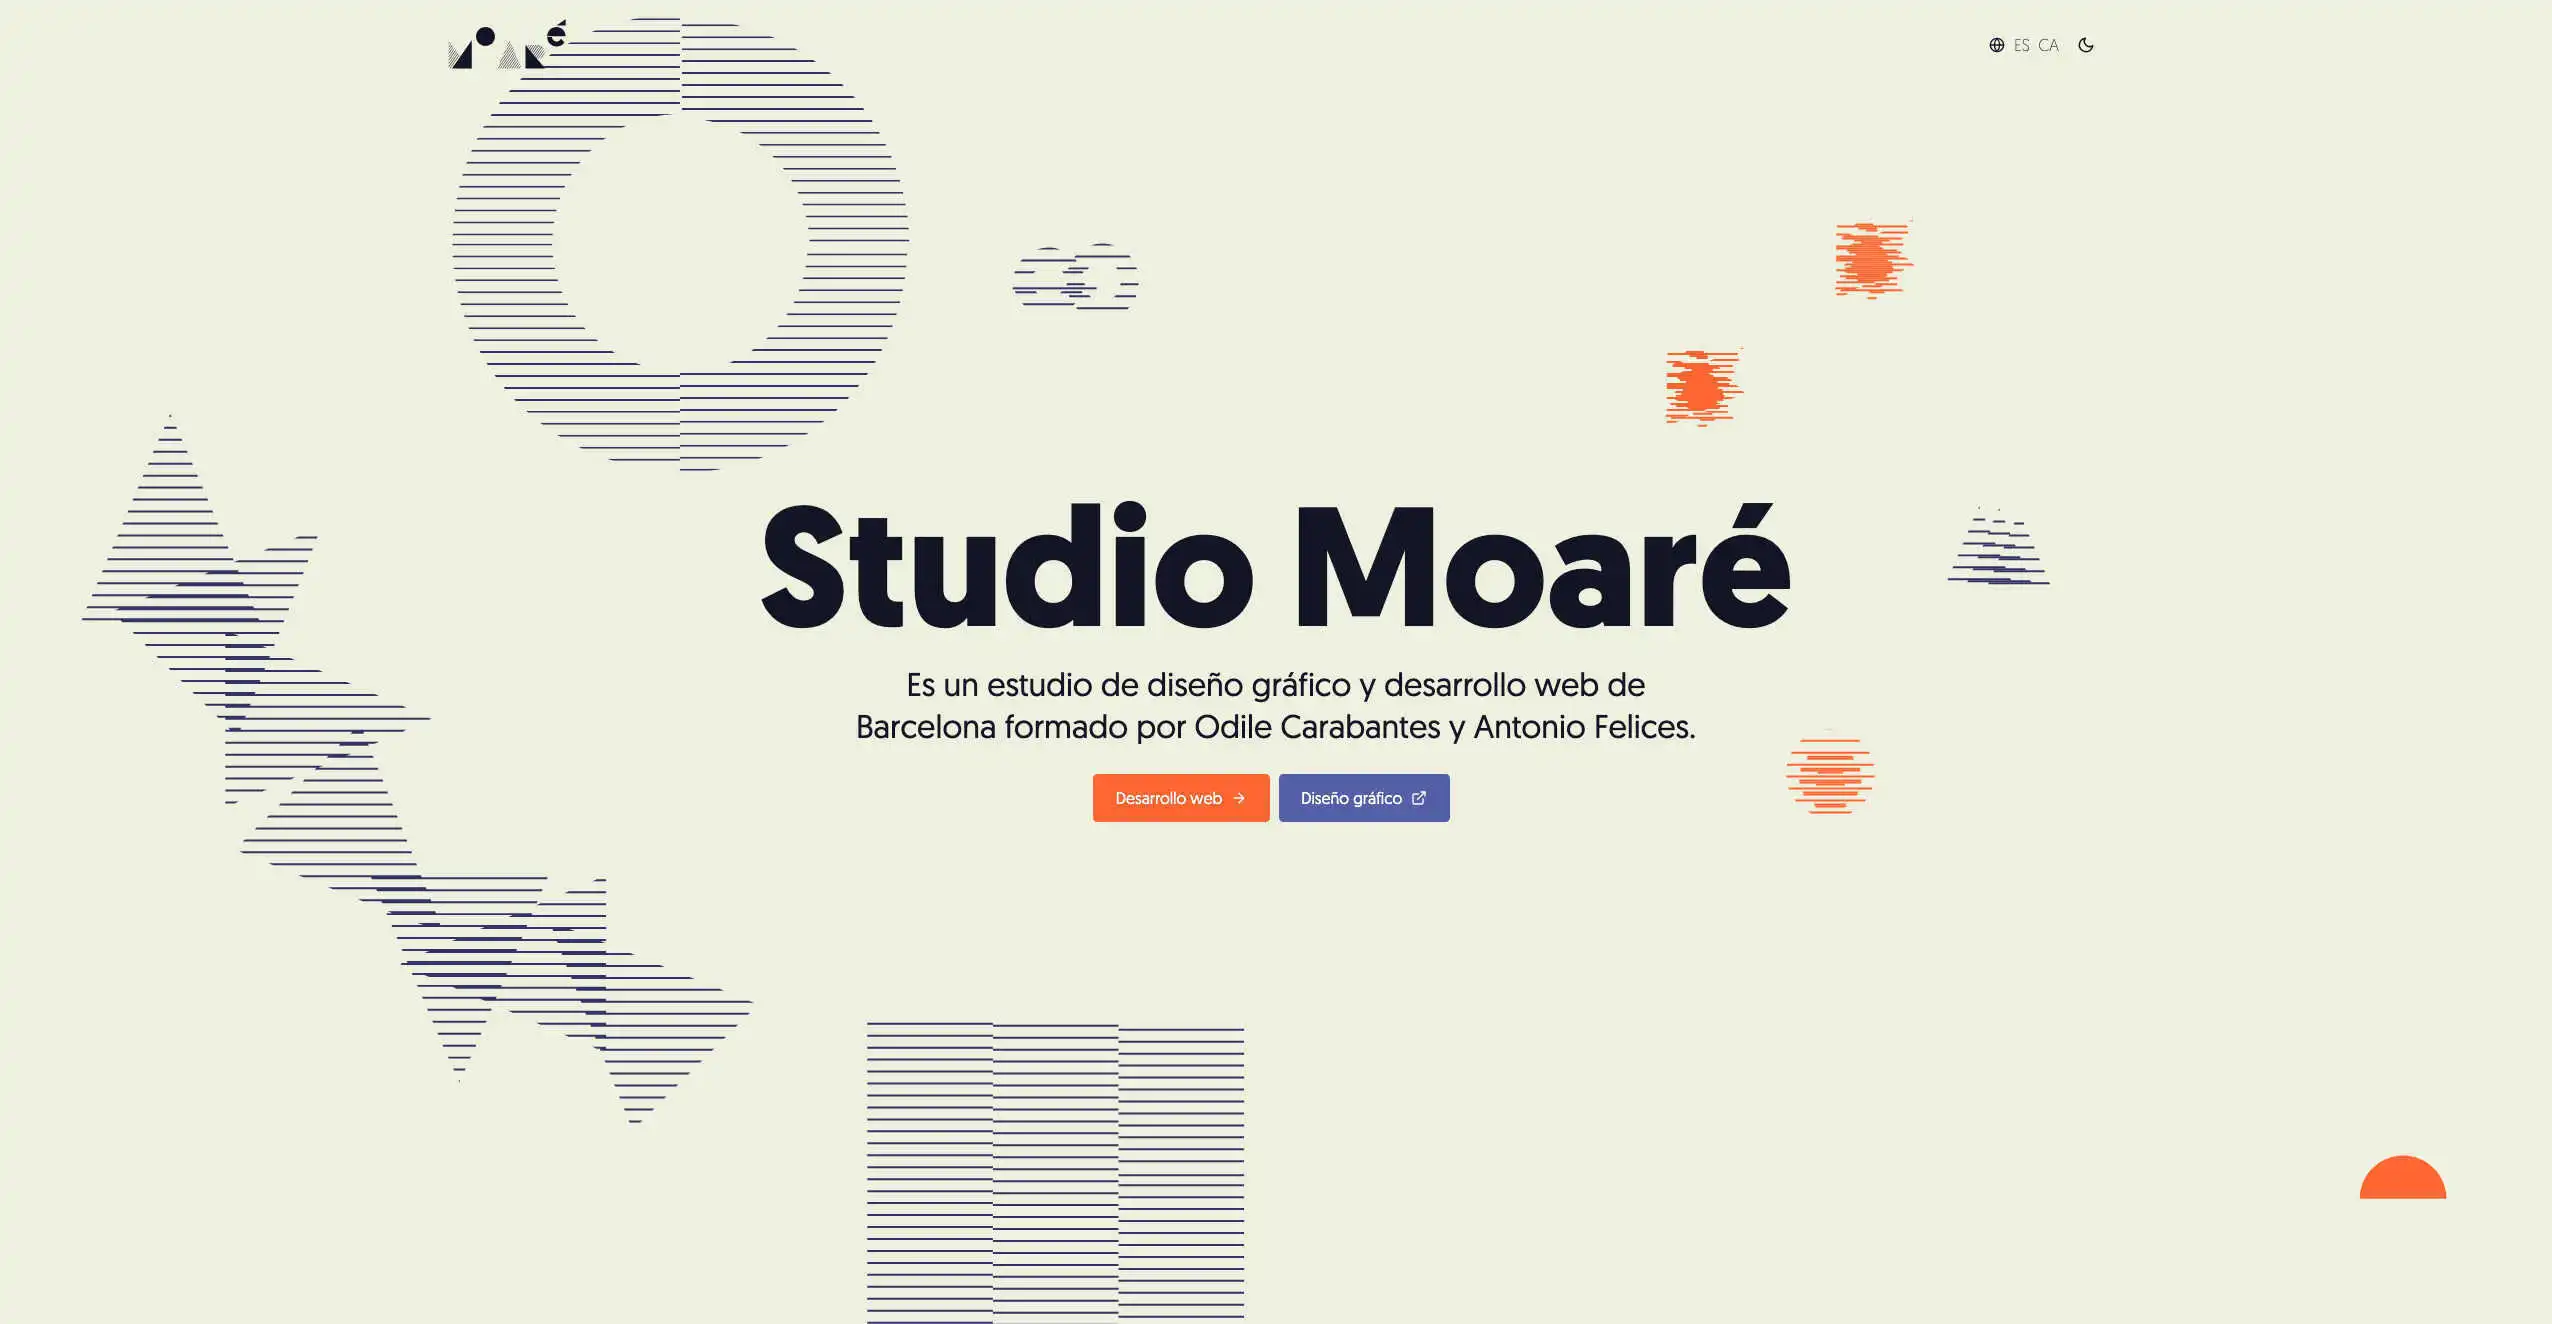 MOARé
ES CA
Studio Moaré
Es un estudio de diseño gráfico y desarrollo web de
Barcelona formado por Odile Carabantes y Antonio Felices.
Desarrollo web
Diseño gráfico